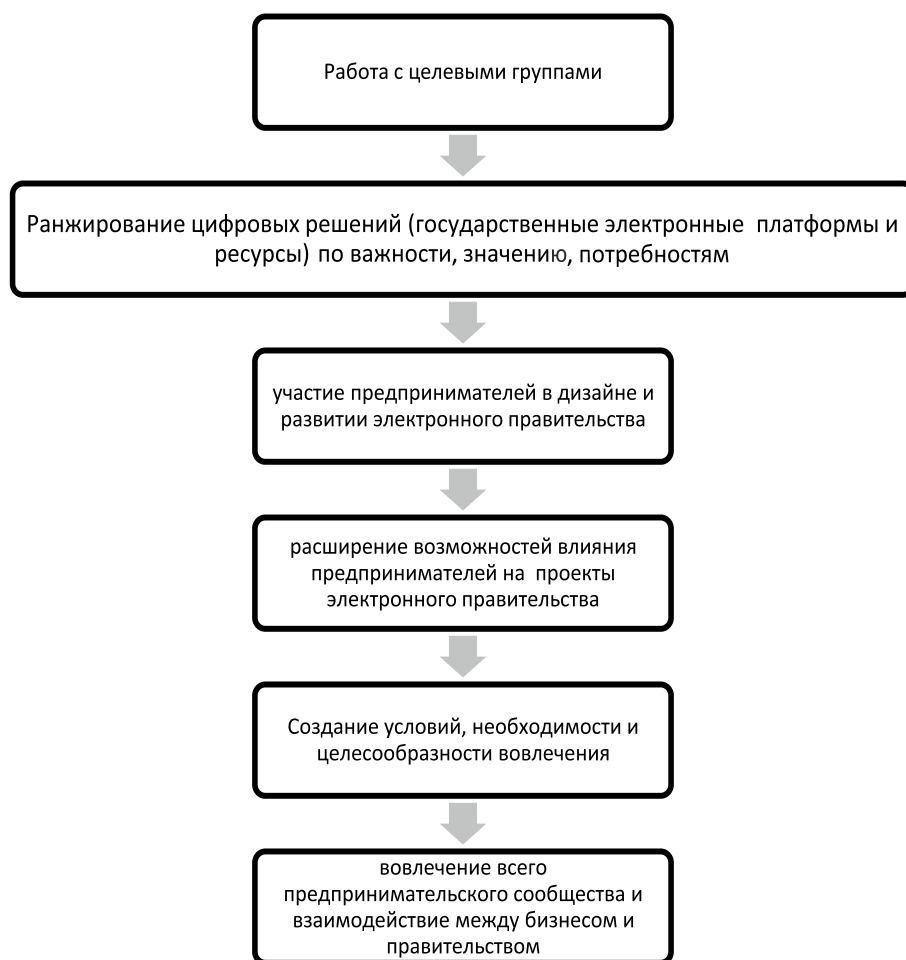 Работа с целевыми группами
Ранжирование цифровых решений (государственные электронные платформы и
ресурсы) по важности, значению, потребностям
участие предпринимателей в дизайне и
развитии электронного правительства
расширение возможностей влияния
предпринимателей на проекты
электронного правительства
Создание условий, необходимости и
целесообразности вовлечения
вовлечение всего
предпринимательского сообщества и
взаимодействие между бизнесом и
правительством